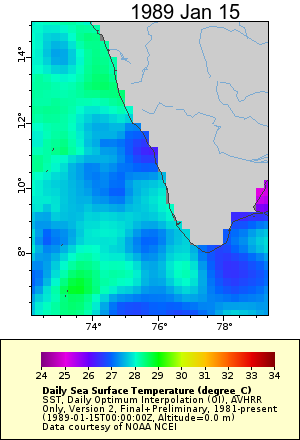 1989 Jan 15
14°
12°
10°
8°
74° 76° 78°
24 25 26 27 28 29 30 31 32 33 34
Daily Sea Surface Temperature (degree_C)
SST, Daily Optimum Interpolation (OI), AVHRR
Only, Version 2, Final+Preliminary, 1981-present
(1989-01-15T00:00:00Z, Altitude=0.0 m)
Data courtesy of NOAA NCEI